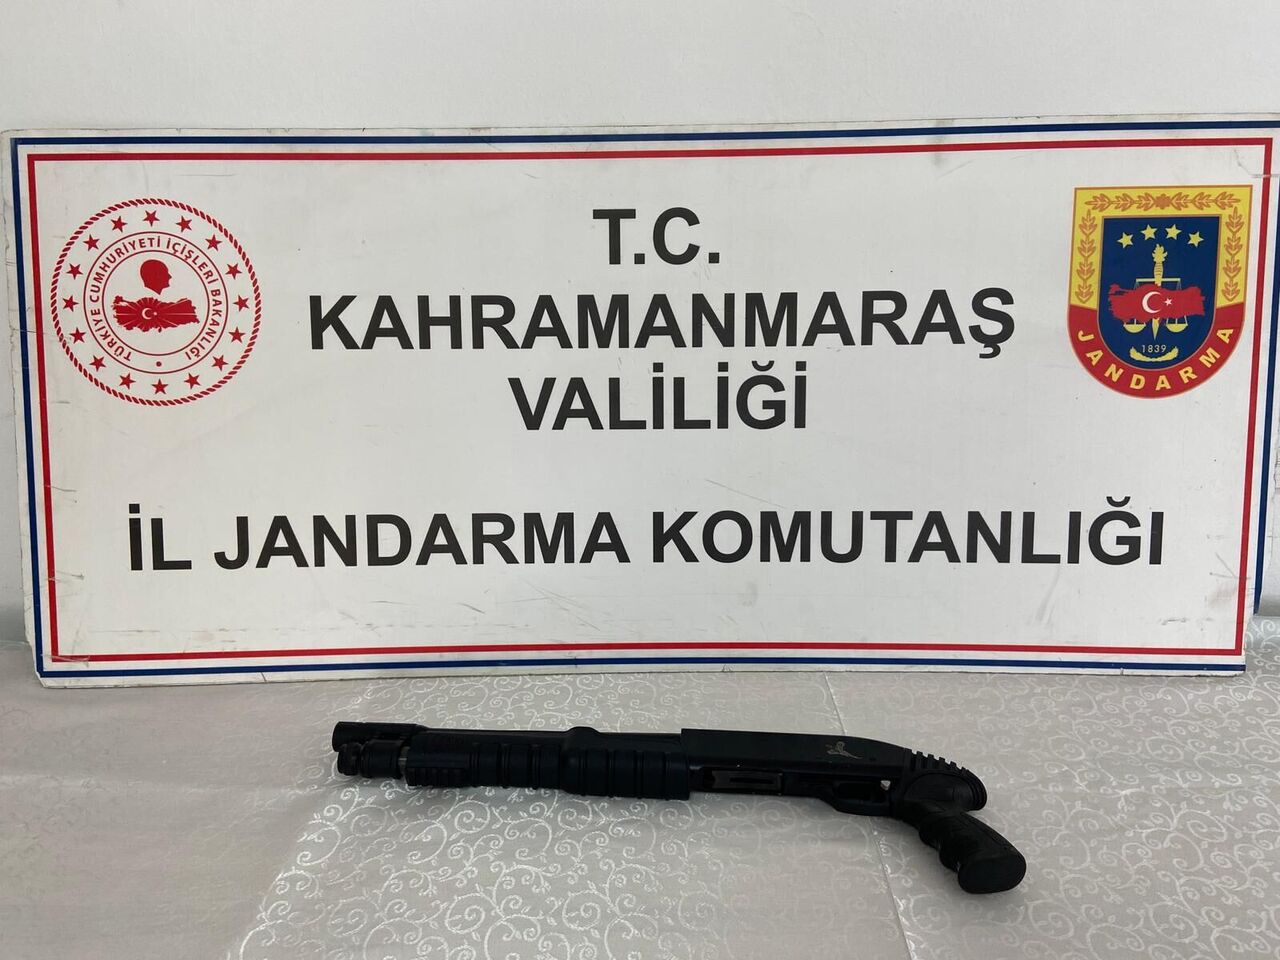 T.C.
KAHRAMANMARAŞ
VALİLİĞİ
İL JANDARMA KOMUTANLIĞI
TÜRKİYE CUMHURİYETİ İÇİŞLERİ BAKANLIĞI
1839
JANDARMA